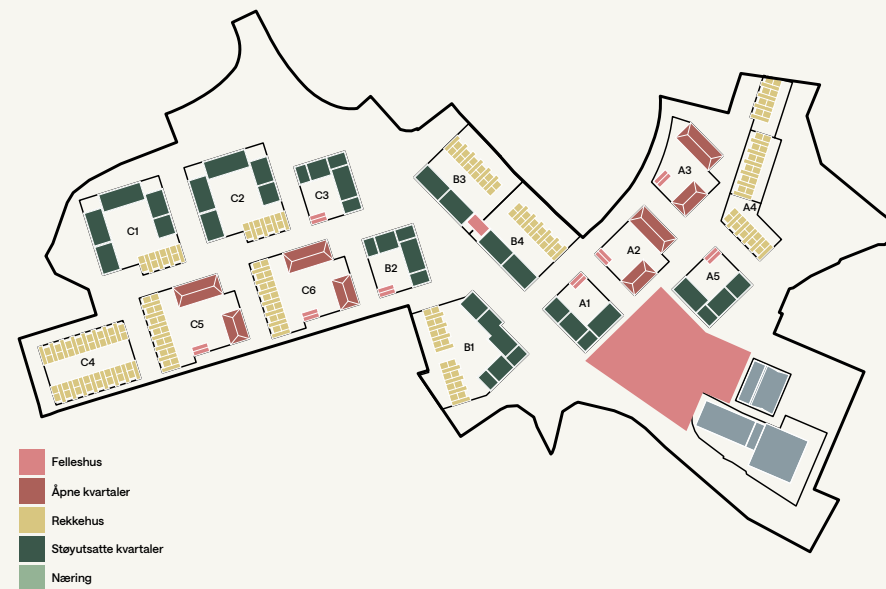 A3
B3
C3
C2
A4
C1
B4
A2
B2
A5
C6
A1
C5
B1
C4
Felleshus
Åpne kvartaler
Rekkehus
Støyutsatte kvartaler
Næring